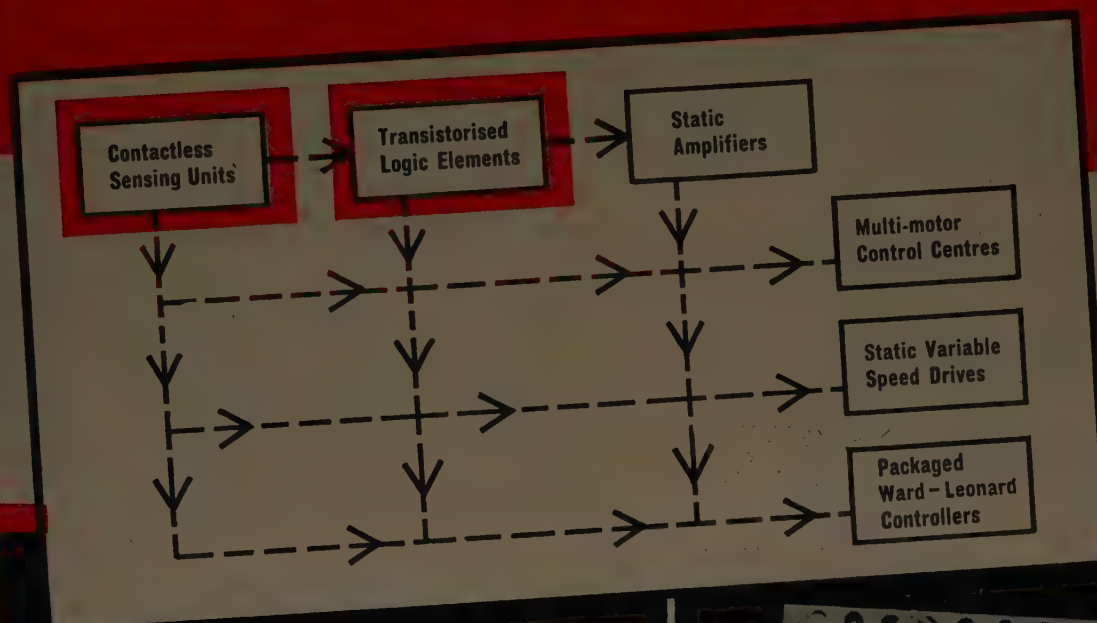 Contactless
Sensing Units
Transistorised
Logic Elements
Static
Amplifiers
Multi-motor
Control Centres
Static Variable
Speed Drives
Packaged
Ward-Leonard
Controllers